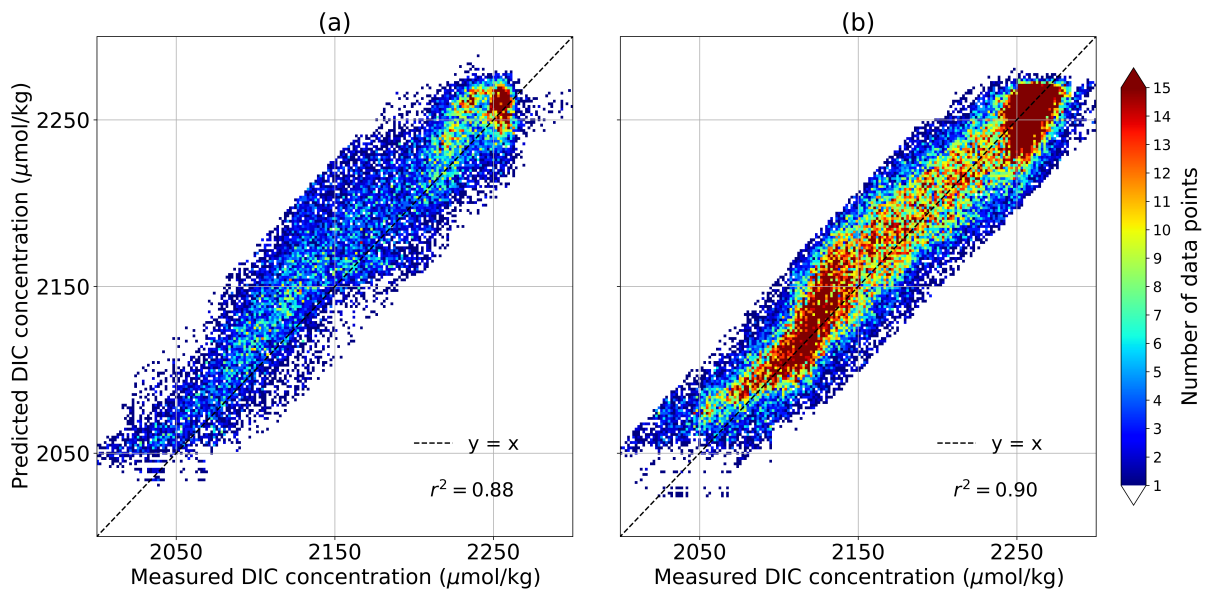 (a)
(b)
Predicted DIC concentration (μmol/kg)
2250
2150
2050
y = x
r² = 0.88
2050 2150 2250
Measured DIC concentration (μmol/kg)
y = x
r² = 0.90
2050 2150 2250
Measured DIC concentration (μmol/kg)
15
14
13
12
11
10
9
8
7
6
5
4
3
2
1
Number of data points